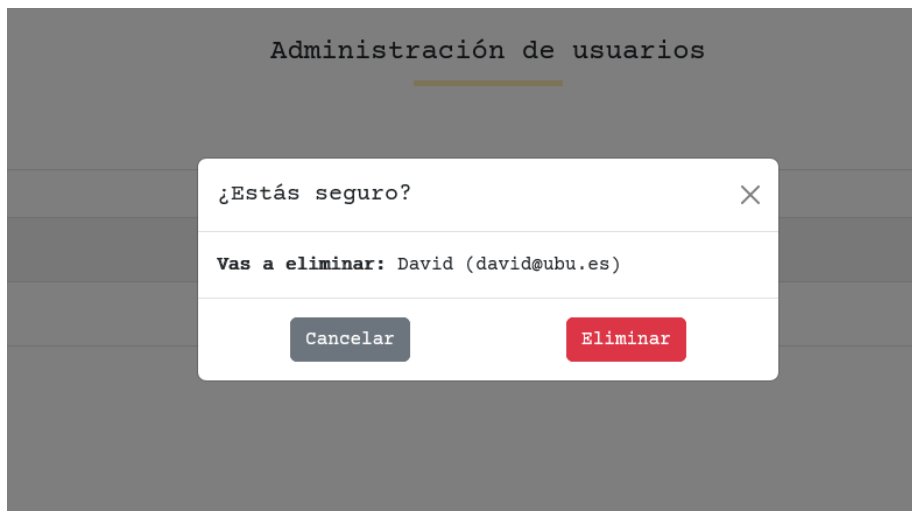 Administración de usuarios
¿Estás seguro?
Vas a eliminar: David (david@ubu.es)
Cancelar
Eliminar